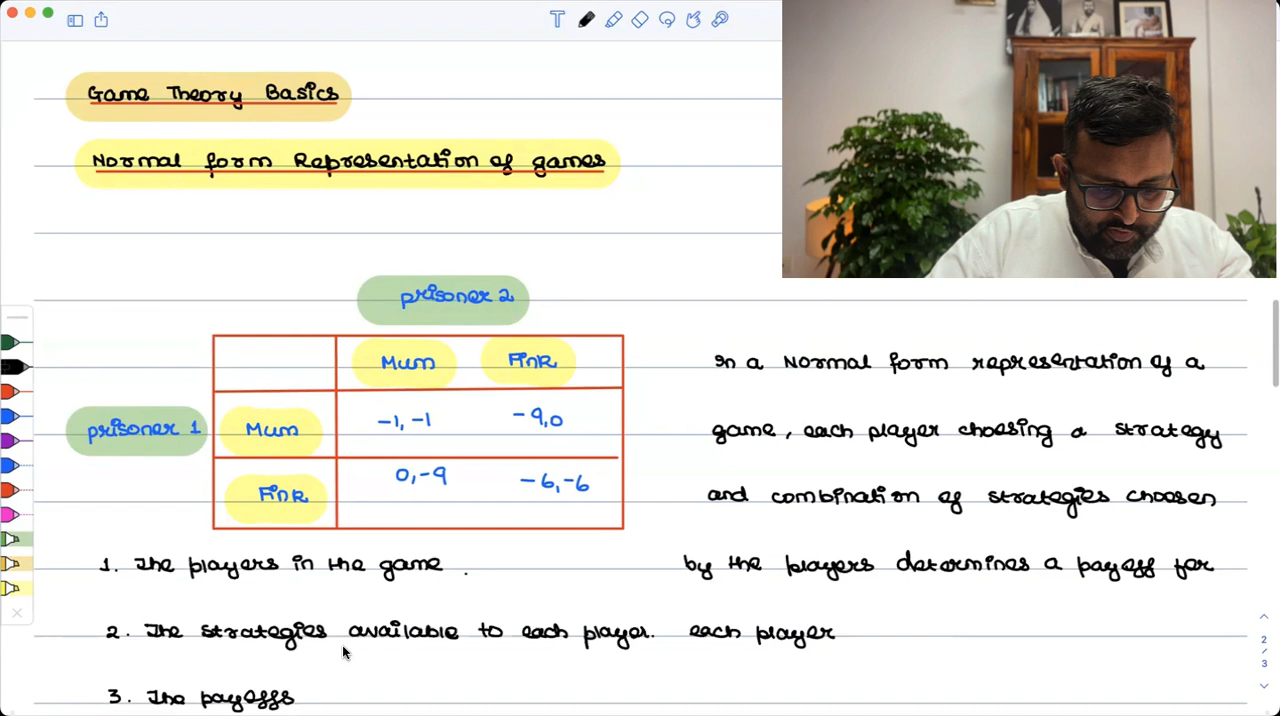 Game Theory Basics
Normal form Representation of games
prisoner 2
Mum Fink
prisoner 1
Mum -1, -1 -9,0
Fink 0, -9 -6, -6
In a Normal form representation of a
game, each player choosing a strategy
and combination of strategies choosen
by the players determines a payoff for
each player
1. The players in the game.
2. The strategies available to each player.
3. The payoffs
2
/
3